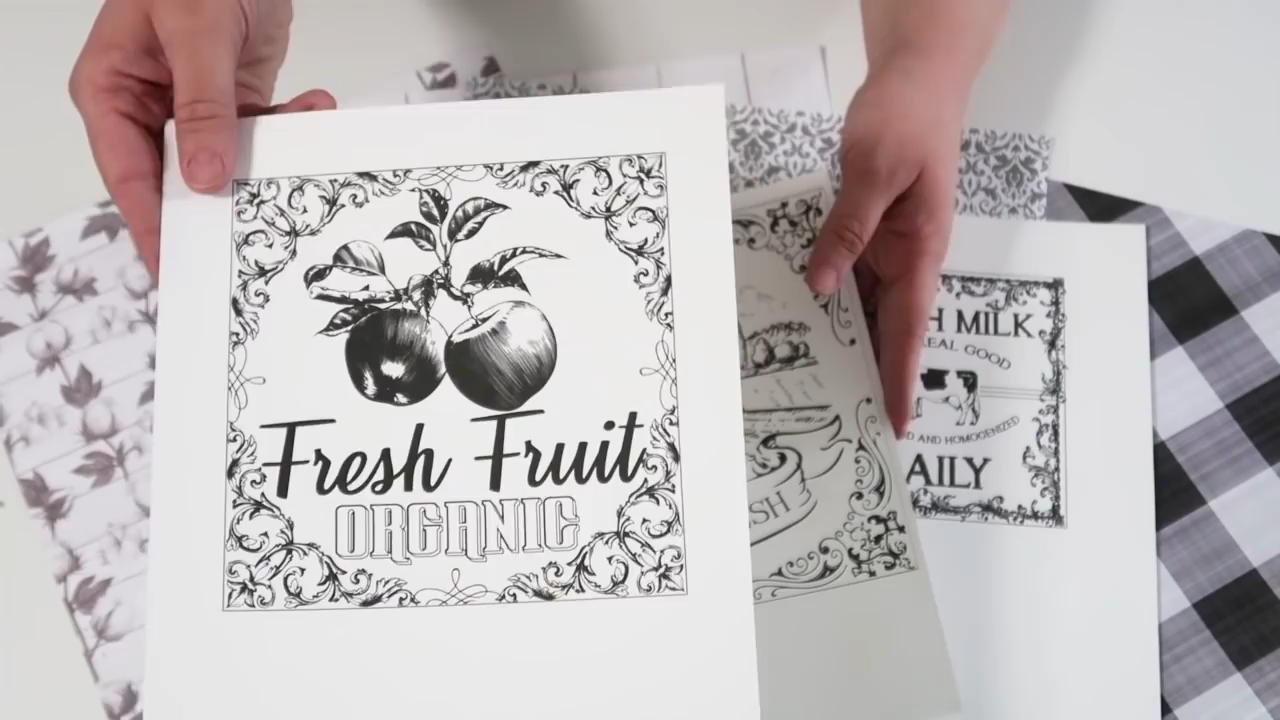 Fresh Fruit
ORGANIC
H MILK
REAL GOOD
D AND HOMOGENIZED
AILY
SH